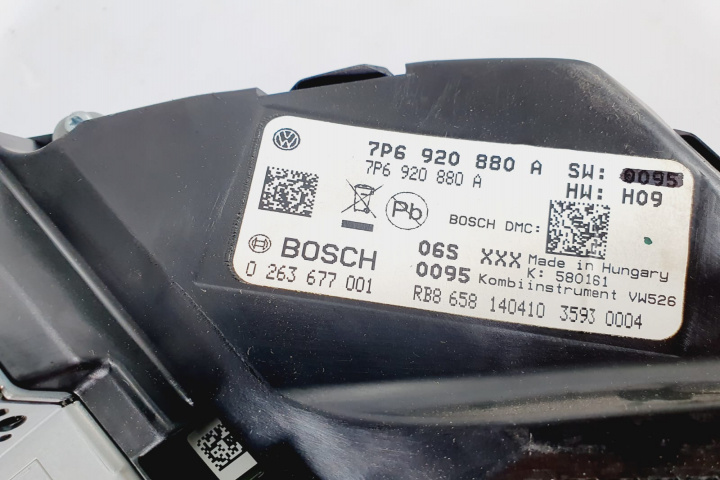 7P6 920 880 A SW: 0095
7P6 920 880 A HW: H09
Pb
BOSCH DMC:
BOSCH 06S XXX Made in Hungary
K: 580161
0 263 677 001 0095 Kombiinstrument VW526
RB8 658 140410 3593 0004